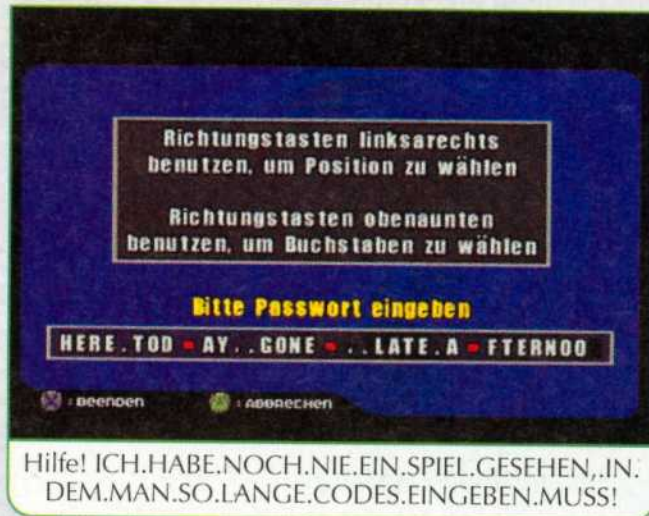 Richtungstasten linksarechts
benutzen, um Position zu wählen
Richtungstasten obenaunten
benutzen, um Buchstaben zu wählen
Bitte Passwort eingeben
HERE.TOD - AY..GONE - ..LATE.A - FTERNOO
: BEENDEN : ABBRECHEN
Hilfe! ICH.HABE.NOCH.NIE.EIN.SPIEL.GESEHEN,.IN.
DEM.MAN.SO.LANGE.CODES.EINGEBEN.MUSS!